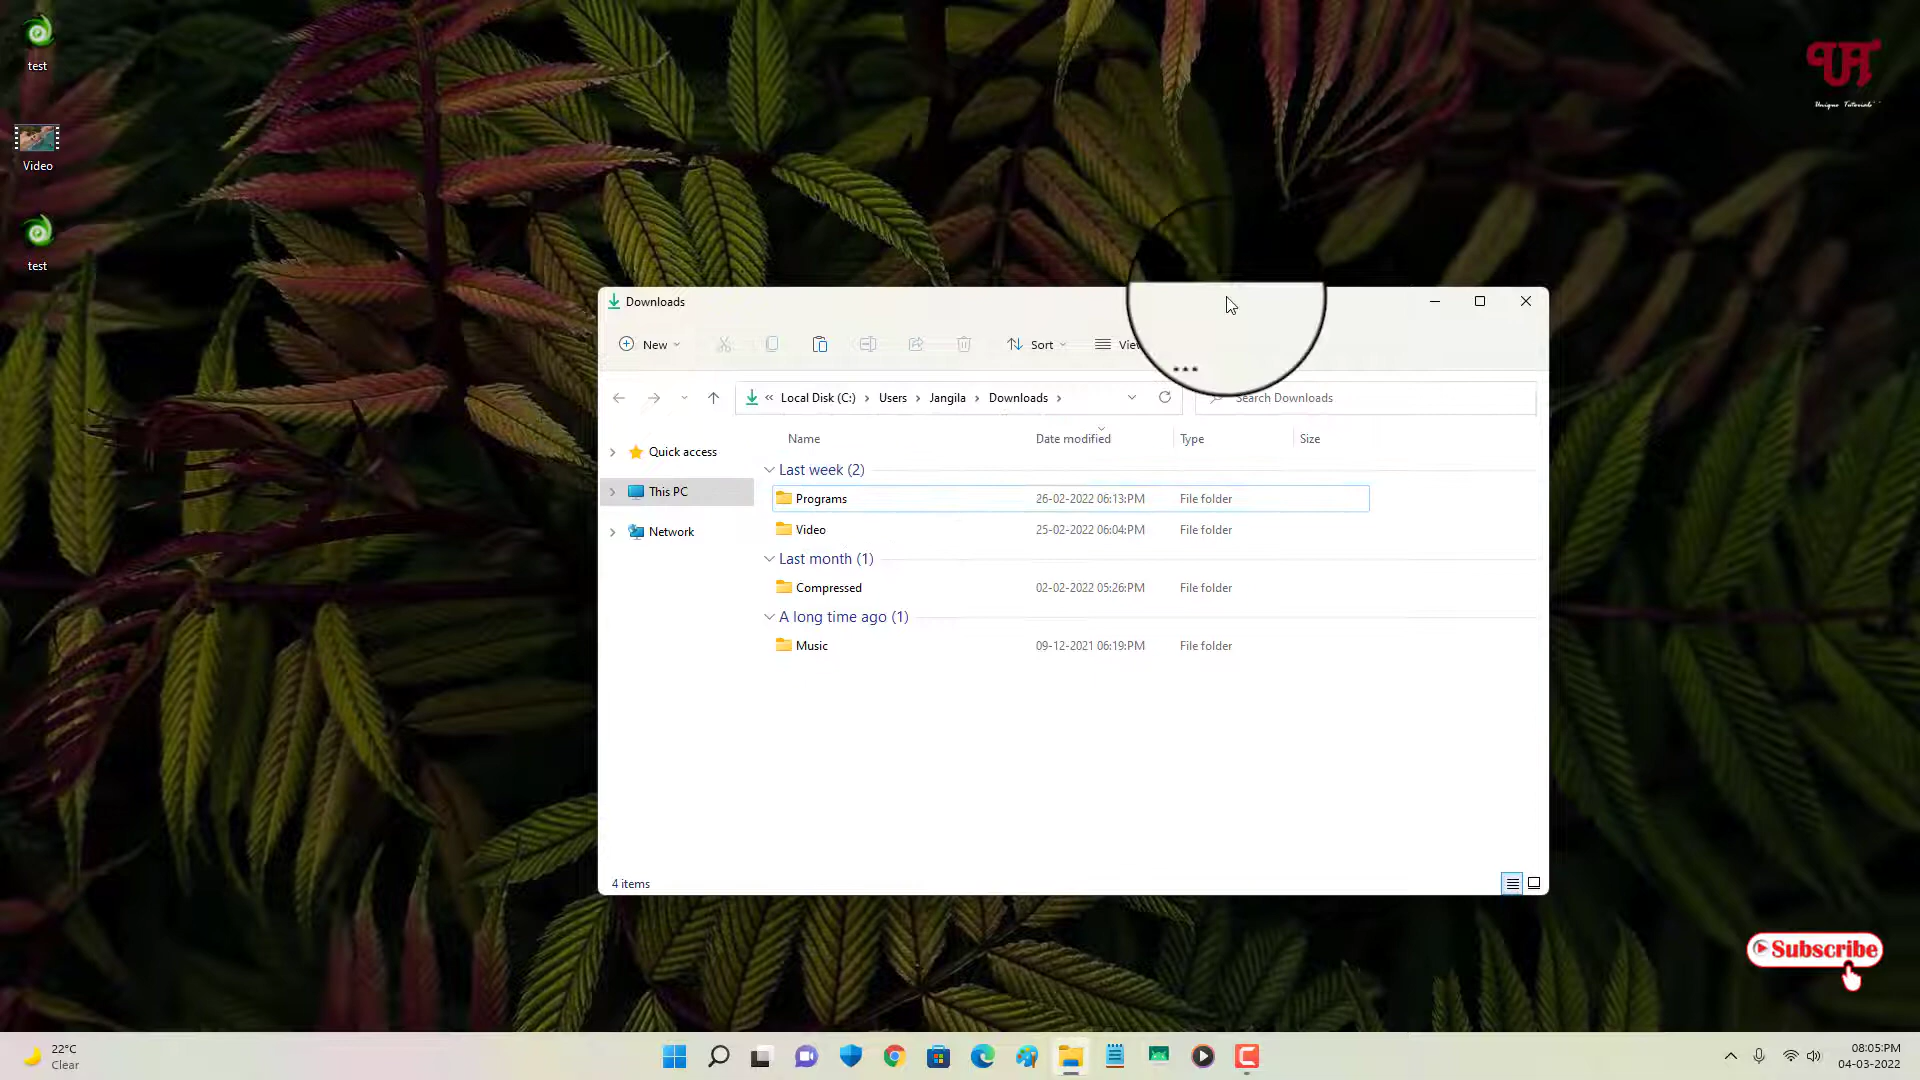 test
Video
test
Unique Tutorials
Downloads
New
Sort
View
Local Disk (C:)
Users
Jangila
Downloads
Search Downloads
Quick access
This PC
Network
Name
Date modified
Type
Size
Last week (2)
Programs
26-02-2022 06:13:PM
File folder
Video
25-02-2022 06:04:PM
File folder
Last month (1)
Compressed
02-02-2022 05:26:PM
File folder
A long time ago (1)
Music
09-12-2021 06:19:PM
File folder
4 items
Subscribe
22°C
Clear
08:05:PM
04-03-2022